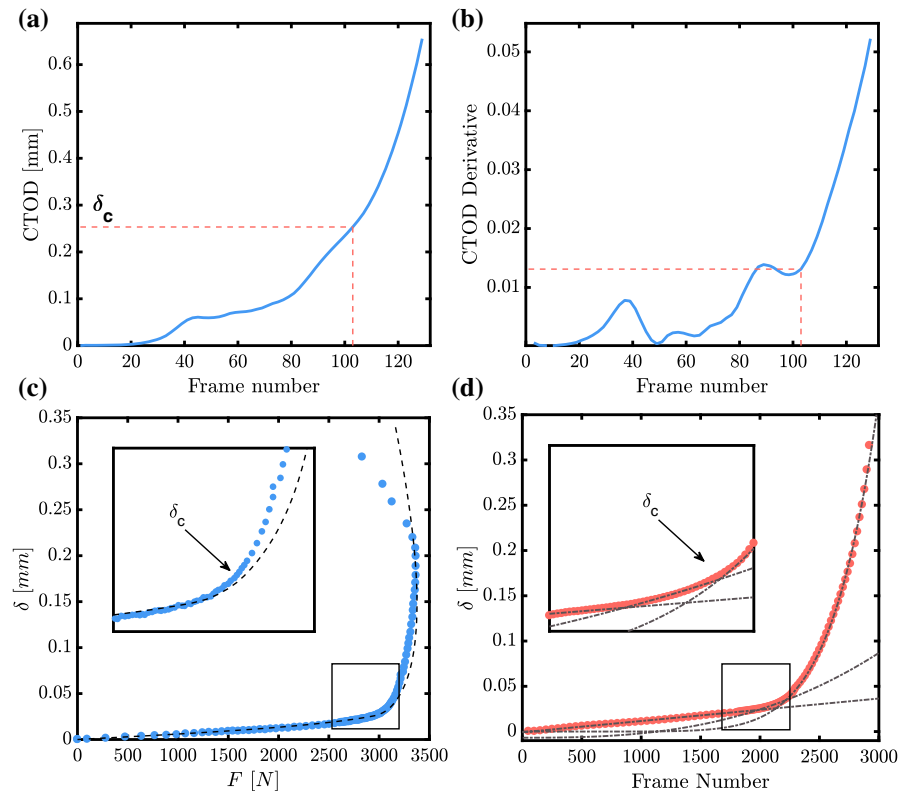 (a)
CTOD [mm]
0.6
0.5
0.4
0.3
0.2
0.1
0
δc
0 20 40 60 80 100 120
Frame number
(b)
CTOD Derivative
0.05
0.04
0.03
0.02
0.01
0
0 20 40 60 80 100 120
Frame number
(c)
δ [mm]
0.35
0.3
0.25
0.2
0.15
0.1
0.05
0
δc
0 500 1000 1500 2000 2500 3000 3500
F [N]
(d)
δ [mm]
0.35
0.3
0.25
0.2
0.15
0.1
0.05
0
δc
0 500 1000 1500 2000 2500 3000
Frame Number